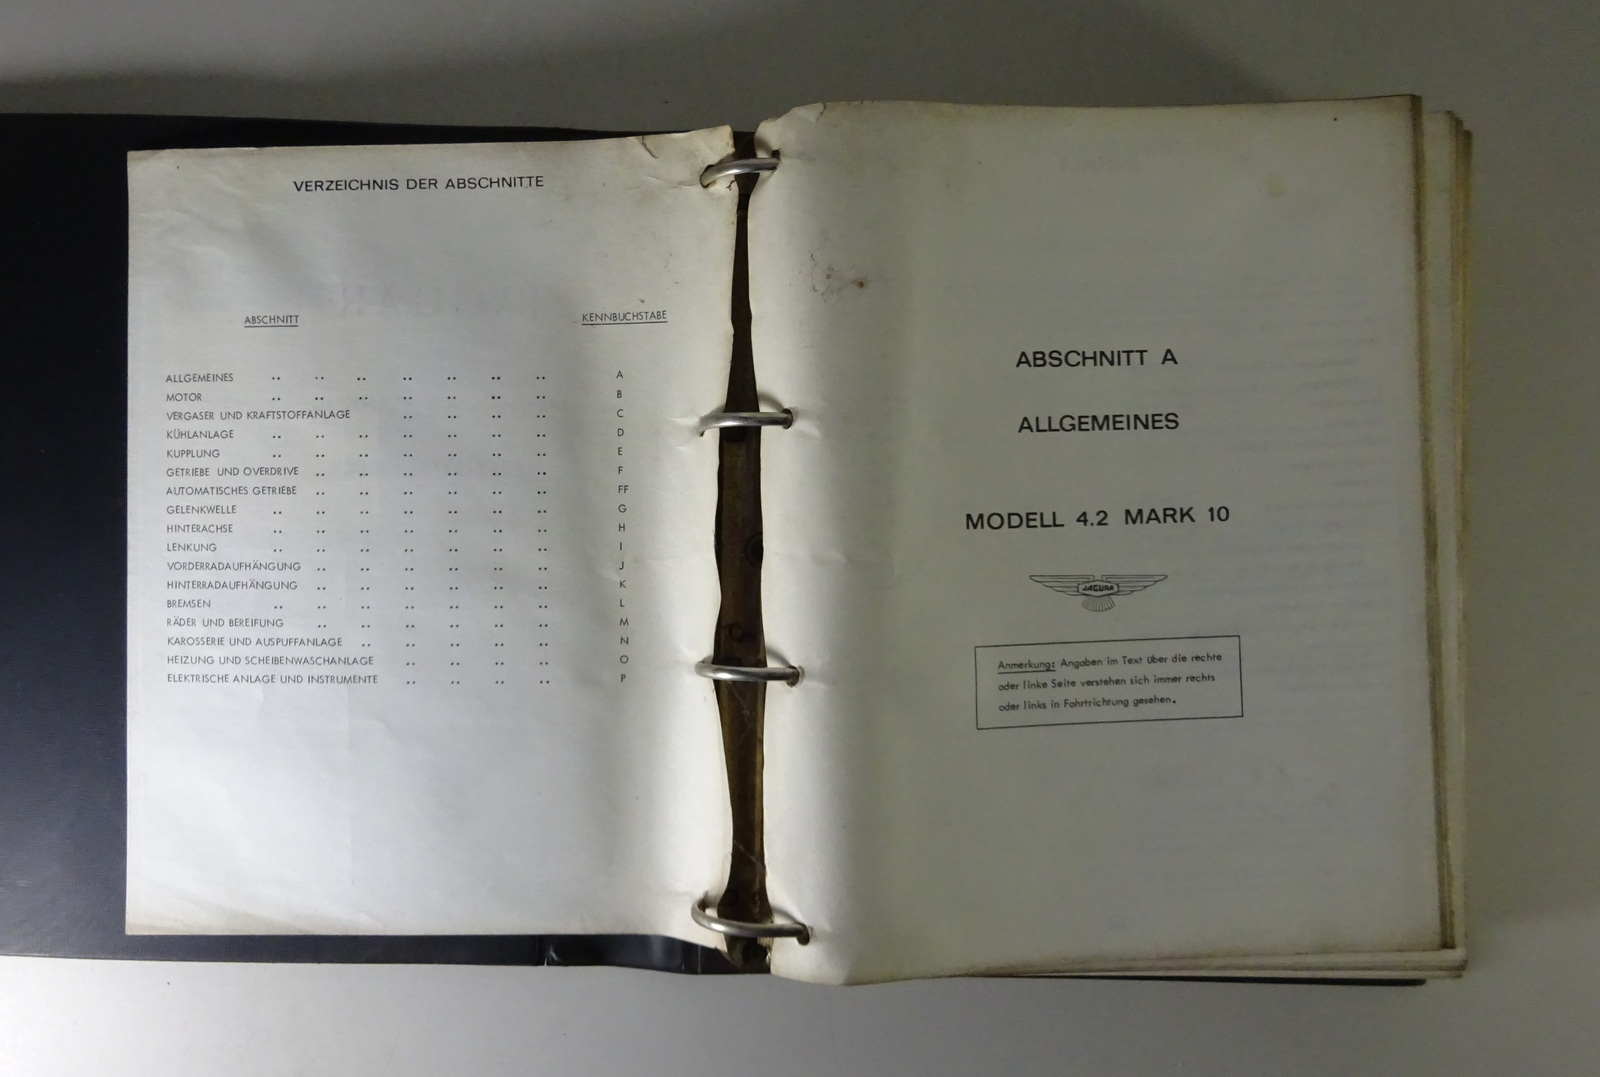 VERZEICHNIS DER ABSCHNITTE
ABSCHNITT KENNBUCHSTABE
ALLGEMEINES .. .. .. .. .. .. .. A
MOTOR .. .. .. .. .. .. .. B
VERGASER UND KRAFTSTOFFANLAGE .. .. .. .. C
KÜHLANLAGE .. .. .. .. .. .. .. D
KUPPLUNG .. .. .. .. .. .. .. E
GETRIEBE UND OVERDRIVE .. .. .. .. .. .. F
AUTOMATISCHES GETRIEBE .. .. .. .. .. .. FF
GELENKWELLE .. .. .. .. .. .. .. G
HINTERACHSE .. .. .. .. .. .. .. H
LENKUNG .. .. .. .. .. .. .. I
VORDERRADAUFHÄNGUNG .. .. .. .. .. .. J
HINTERRADAUFHÄNGUNG .. .. .. .. .. .. K
BREMSEN .. .. .. .. .. .. .. L
RÄDER UND BEREIFUNG .. .. .. .. .. .. M
KAROSSERIE UND AUSPUFFANLAGE .. .. .. .. .. N
HEIZUNG UND SCHEIBENWASCHANLAGE .. .. .. .. O
ELEKTRISCHE ANLAGE UND INSTRUMENTE .. .. .. .. P
ABSCHNITT A
ALLGEMEINES
MODELL 4.2 MARK 10
JAGUAR
Anmerkung: Angaben im Text über die rechte
oder linke Seite verstehen sich immer rechts
oder links in Fahrtrichtung gesehen.